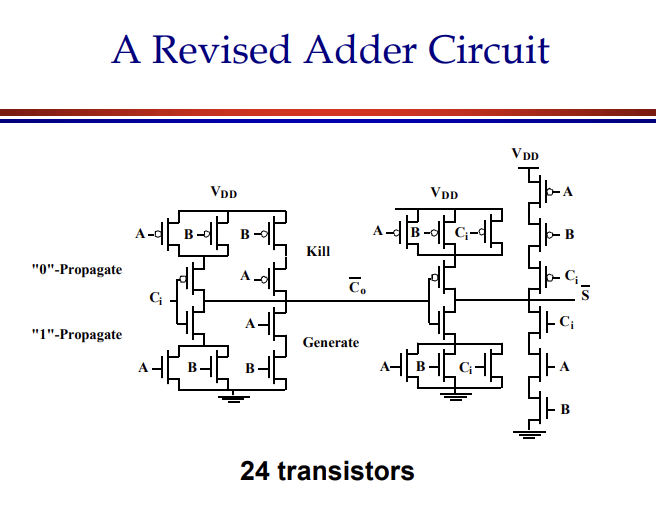 A Revised Adder Circuit
VDD
A
VDD
VDD
A B B
A B Ci
B
Kill
"0"-Propagate
A
Ci
Co
Ci
S
"1"-Propagate
A
Generate
Ci
A B B
A B Ci
A
B
24 transistors